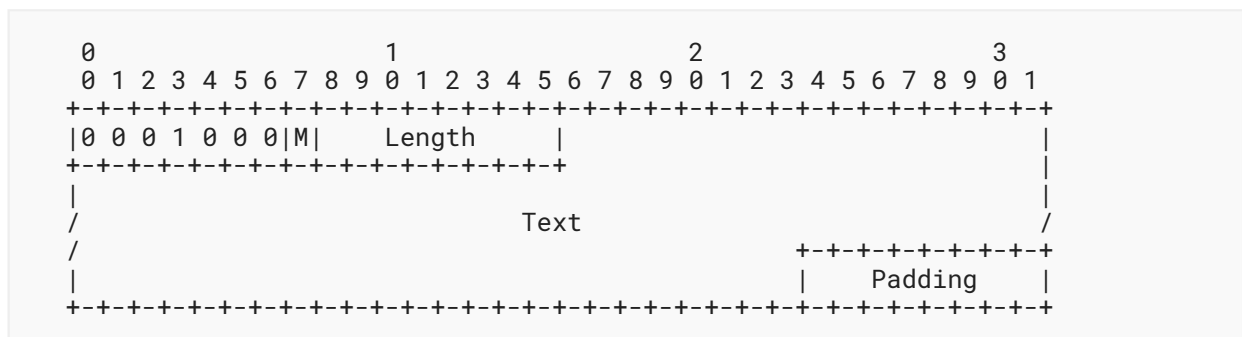 0                   1                   2                   3
 0 1 2 3 4 5 6 7 8 9 0 1 2 3 4 5 6 7 8 9 0 1 2 3 4 5 6 7 8 9 0 1
+-+-+-+-+-+-+-+-+-+-+-+-+-+-+-+-+-+-+-+-+-+-+-+-+-+-+-+-+-+-+-+-+
|0 0 0 1 0 0 0|M|    Length     |                               |
+-+-+-+-+-+-+-+-+-+-+-+-+-+-+-+-+                               |
|                                                               |
/                             Text                              /
/                                               +-+-+-+-+-+-+-+-+
|                                               |    Padding    |
+-+-+-+-+-+-+-+-+-+-+-+-+-+-+-+-+-+-+-+-+-+-+-+-+-+-+-+-+-+-+-+-+